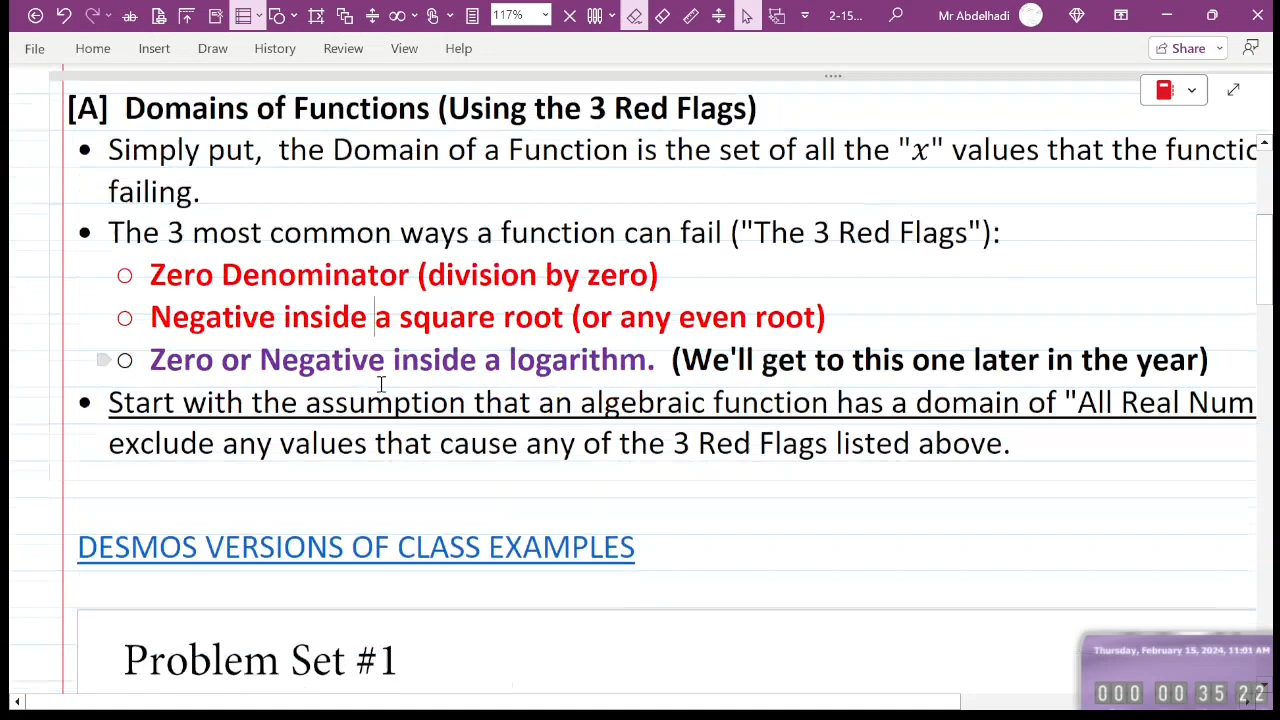 117%
2-15...
Mr Abdelhadi
File Home Insert Draw History Review View Help
Share
[A] Domains of Functions (Using the 3 Red Flags)
• Simply put, the Domain of a Function is the set of all the "x" values that the functio
failing.
• The 3 most common ways a function can fail ("The 3 Red Flags"):
○ Zero Denominator (division by zero)
○ Negative inside a square root (or any even root)
○ Zero or Negative inside a logarithm. (We'll get to this one later in the year)
• Start with the assumption that an algebraic function has a domain of "All Real Num
exclude any values that cause any of the 3 Red Flags listed above.
DESMOS VERSIONS OF CLASS EXAMPLES
Problem Set #1
Thursday, February 15, 2024, 11:01 AM
000 00 35 22